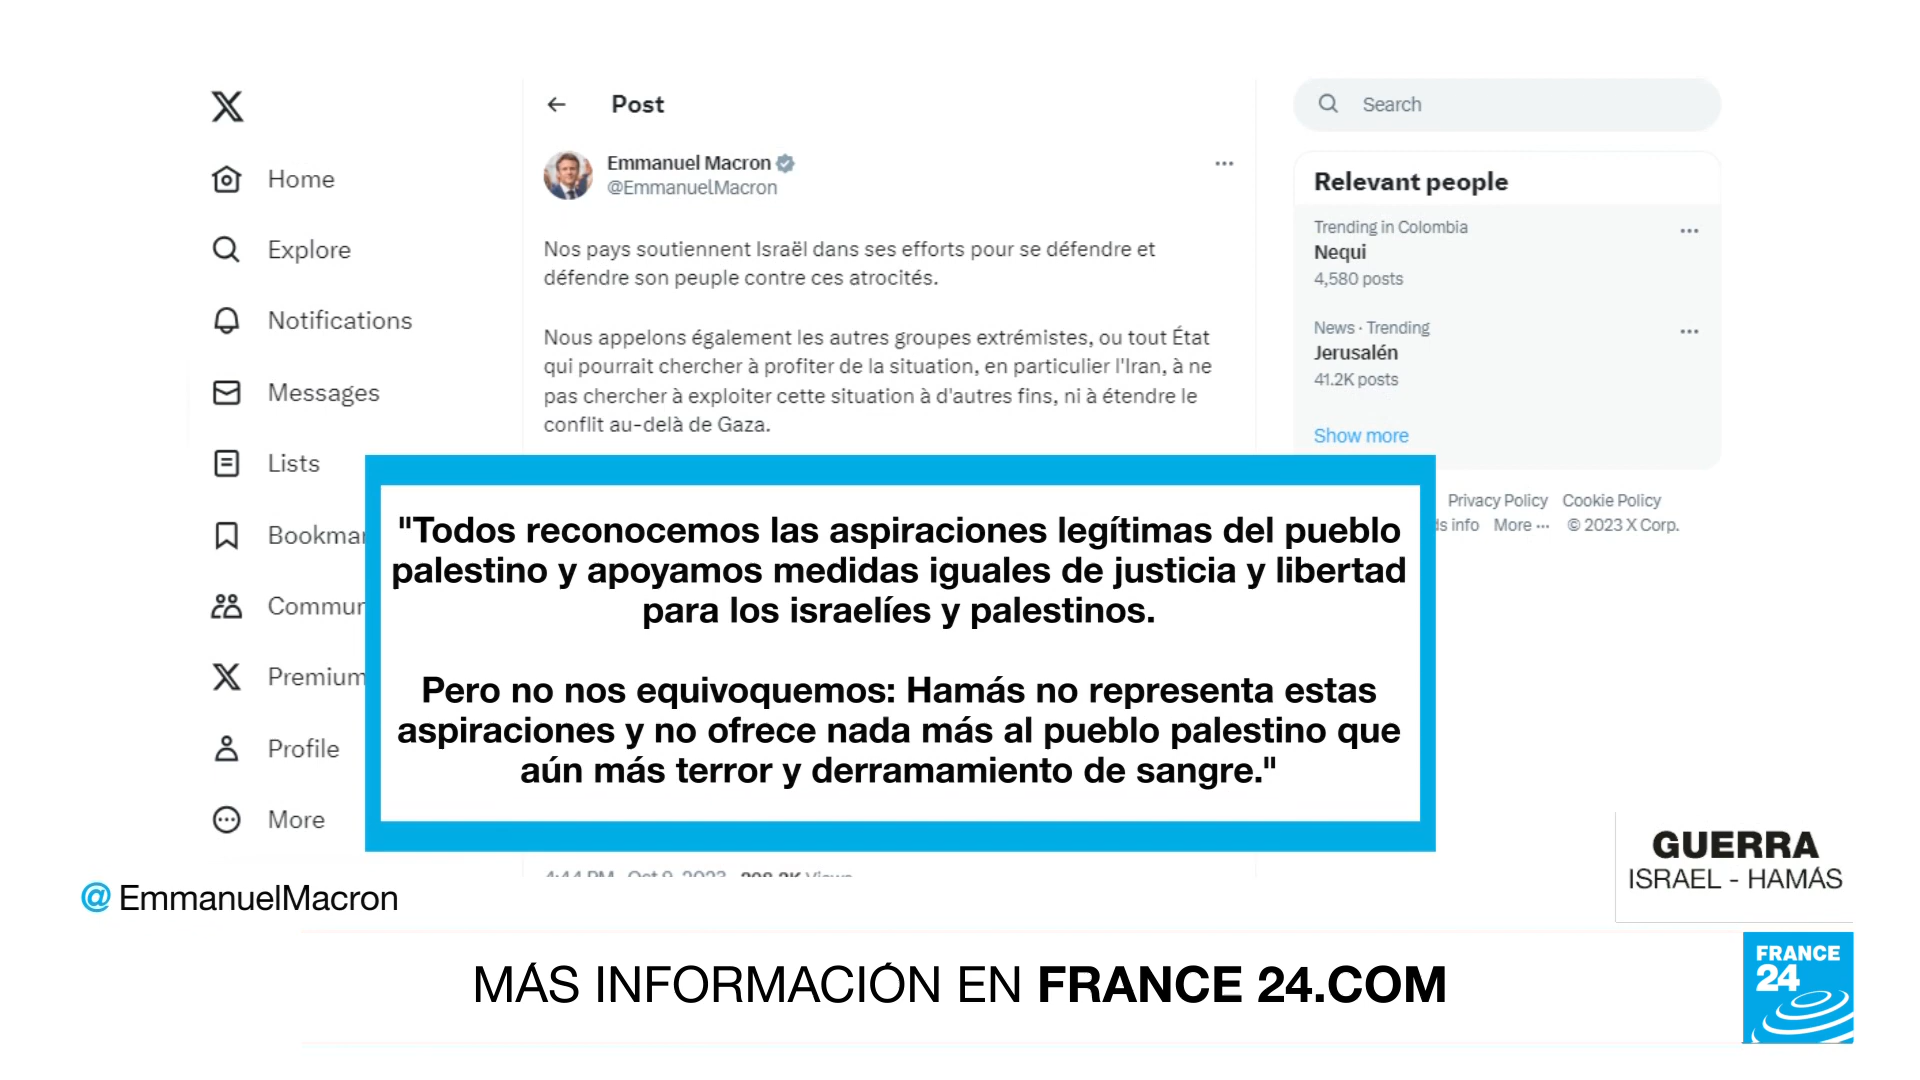 Home
Explore
Notifications
Messages
Lists
Premium
Profile
More
Post
Emmanuel Macron
@EmmanuelMacron
Nos pays soutiennent Israël dans ses efforts pour se défendre et
défendre son peuple contre ces atrocités.
Nous appelons également les autres groupes extrémistes, ou tout État
qui pourrait chercher à profiter de la situation, en particulier l'Iran, à ne
pas chercher à exploiter cette situation à d'autres fins, ni à étendre le
conflit au-delà de Gaza.
"Todos reconocemos las aspiraciones legítimas del pueblo
palestino y apoyamos medidas iguales de justicia y libertad
para los israelíes y palestinos.
Pero no nos equivoquemos: Hamás no representa estas
aspiraciones y no ofrece nada más al pueblo palestino que
aún más terror y derramamiento de sangre."
Search
Relevant people
Trending in Colombia
Nequi
4,580 posts
News · Trending
Jerusalén
41.2K posts
Show more
Privacy Policy Cookie Policy
info More ··· © 2023 X Corp.
@ EmmanuelMacron
GUERRA
ISRAEL - HAMÁS
MÁS INFORMACIÓN EN FRANCE 24.COM
FRANCE
24